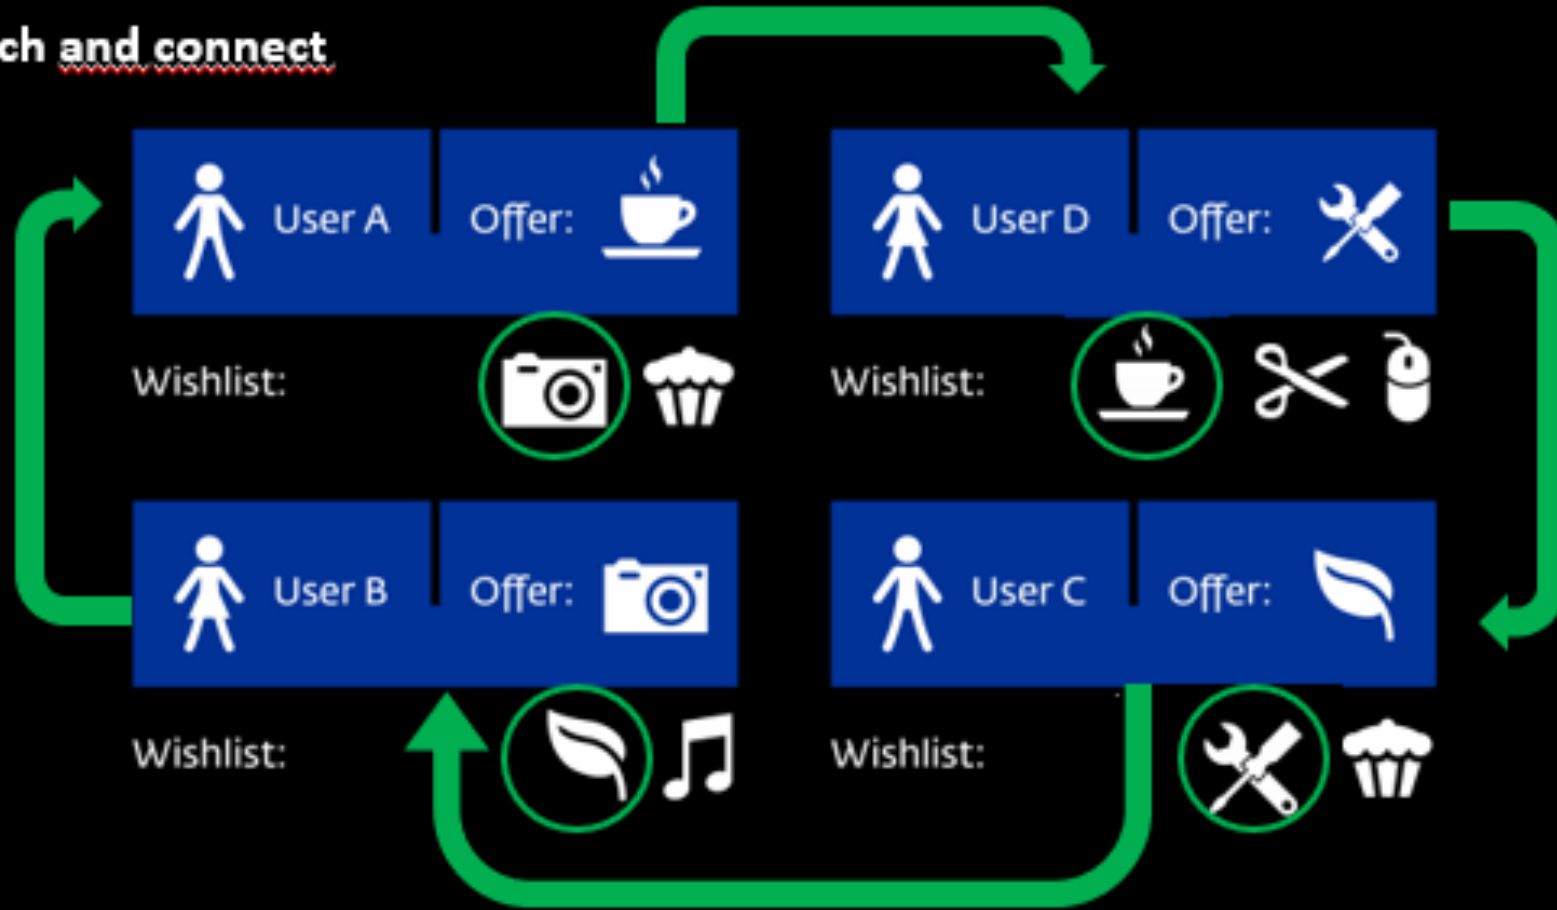 ch and connect
User A
Offer:
User D
Offer:
Wishlist:
Wishlist:
User B
Offer:
User C
Offer:
Wishlist:
Wishlist: